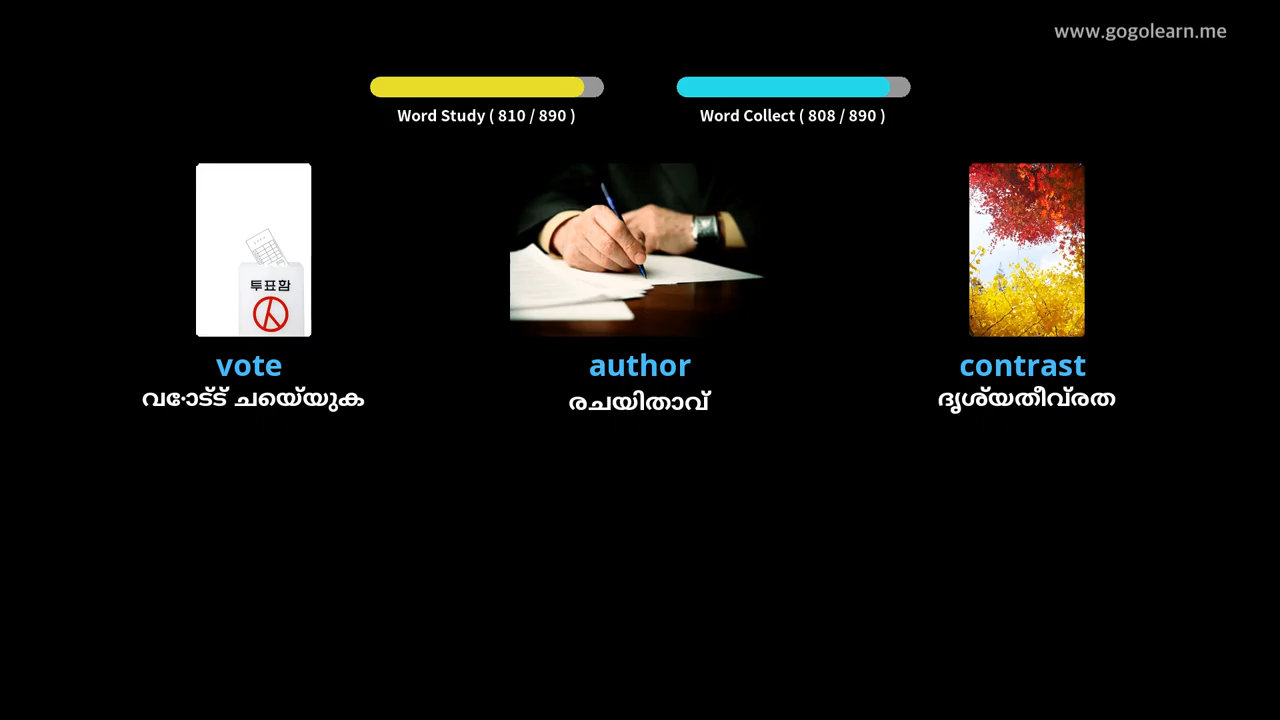 www.gogolearn.me
Word Study ( 810 / 890 )
Word Collect ( 808 / 890 )
투표함
vote
author
contrast
വോട്ട് ചെയ്യുക
രചയിതാവ്
ദൃശ്യതീവ്രത